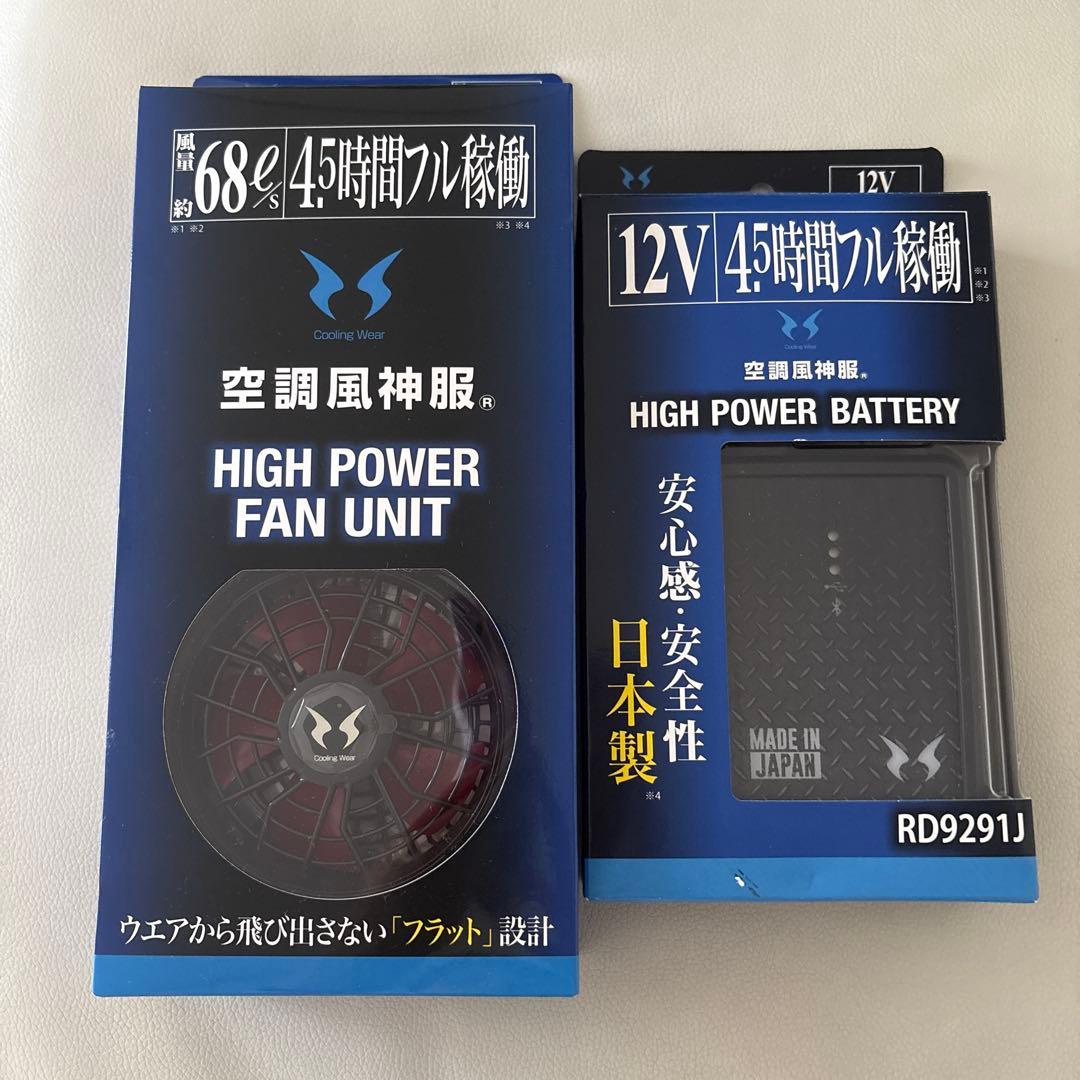 風量 約 68ℓ/s 4.5時間フル稼働
※1 ※2 ※3 ※4
Cooling Wear
空調風神服®
HIGH POWER
FAN UNIT
Cooling Wear
ウエアから飛び出さない「フラット」設計
12V
12V 4.5時間フル稼働
※1
※2
※3
Cooling Wear
空調風神服®
HIGH POWER BATTERY
安心感・安全性
日本製
※4
MADE IN
JAPAN
RD9291J